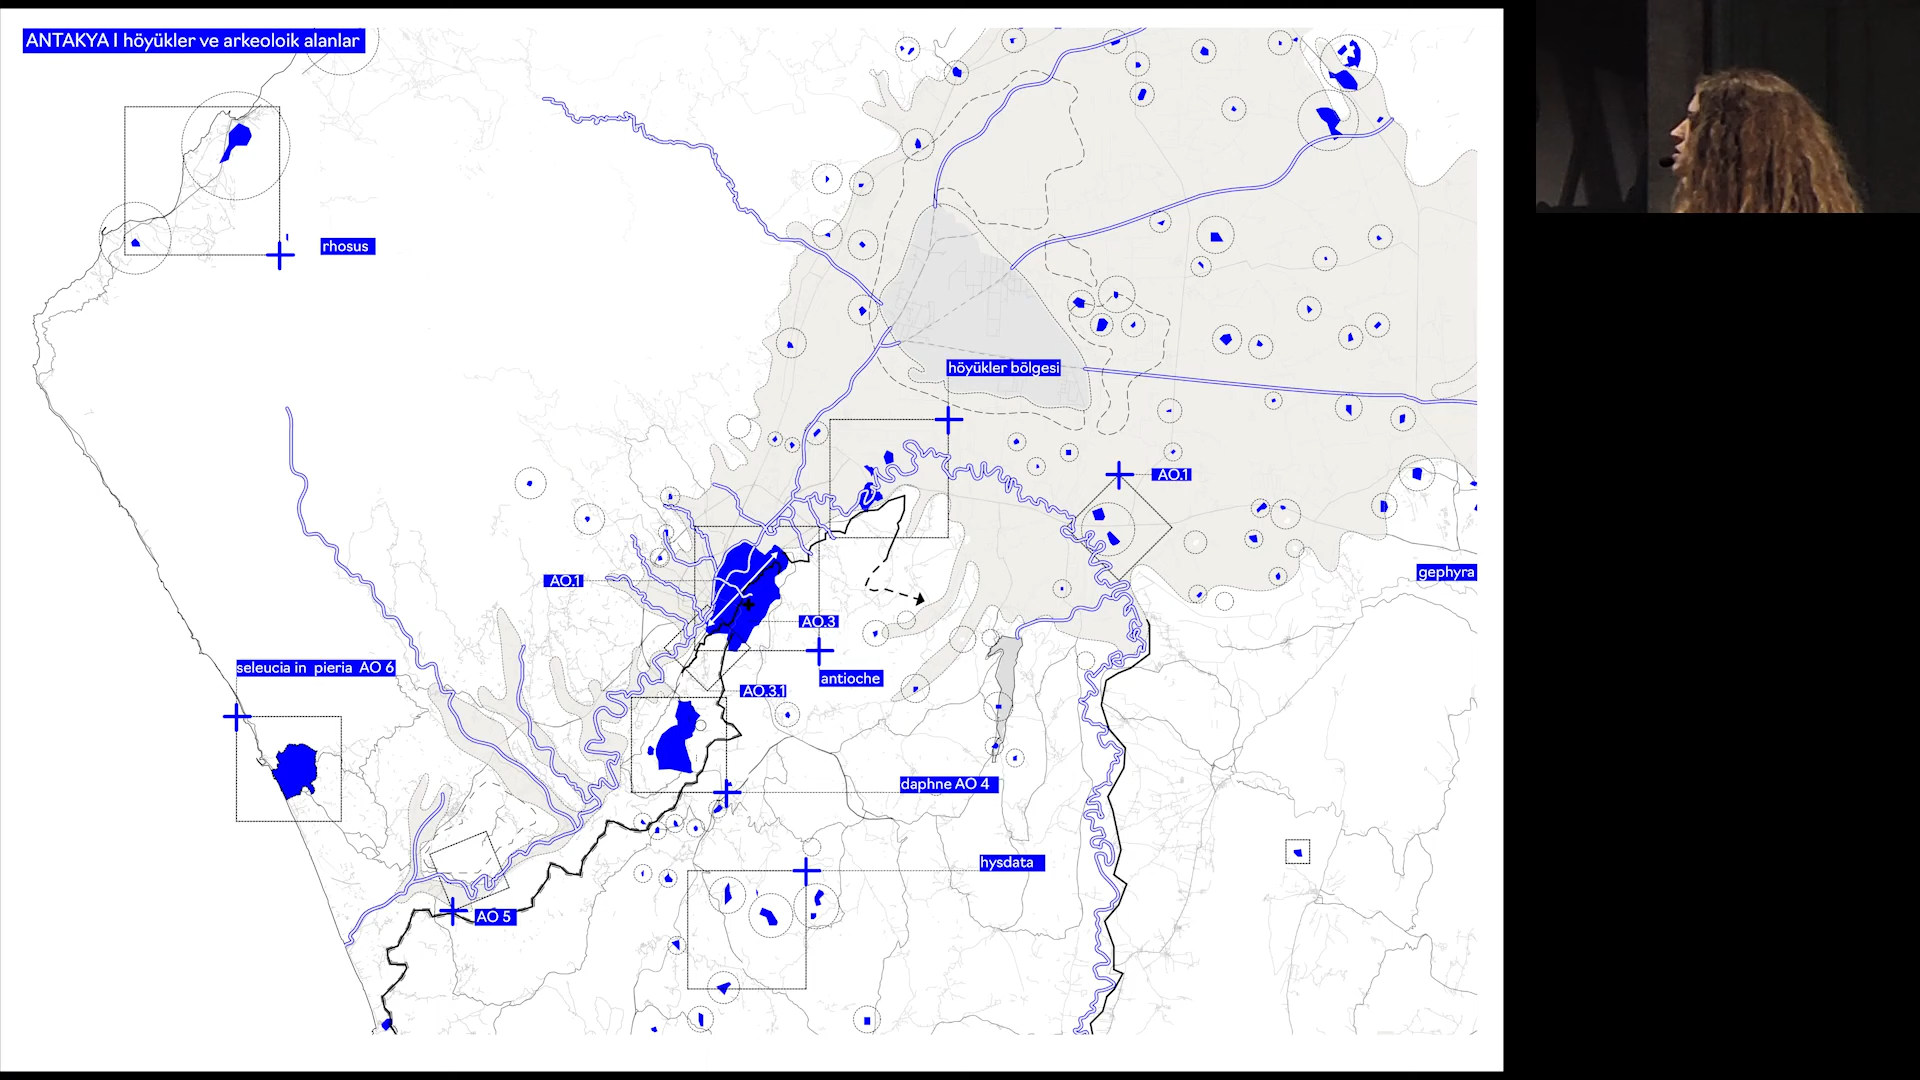 ANTAKYA I höyükler ve arkeoloik alanlar
rhosus
höyükler bölgesi
AO.1
gephyra
AO.1
AO.3
seleucia in pieria AO 6
antioche
AO.3.1
daphne AO 4
hysdata
AO 5